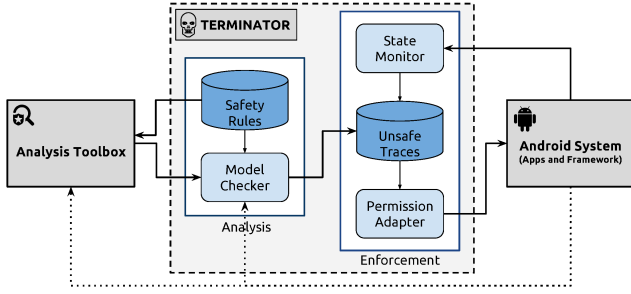 TERMINATOR
State
Monitor
Safety
Rules
Unsafe
Traces
Analysis Toolbox
Android System
(Apps and Framework)
Model
Checker
Permission
Adapter
Analysis
Enforcement